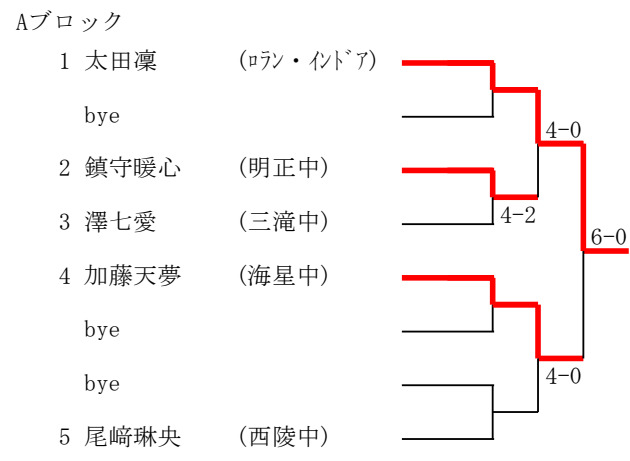 Aブロック
1 太田凜 (ﾛﾗﾝ・ｲﾝﾄﾞｱ)
bye
4-0
2 鎮守暖心 (明正中)
3 澤七愛 (三滝中)
4-2
6-0
4 加藤天夢 (海星中)
bye
bye
4-0
5 尾﨑琳央 (西陵中)